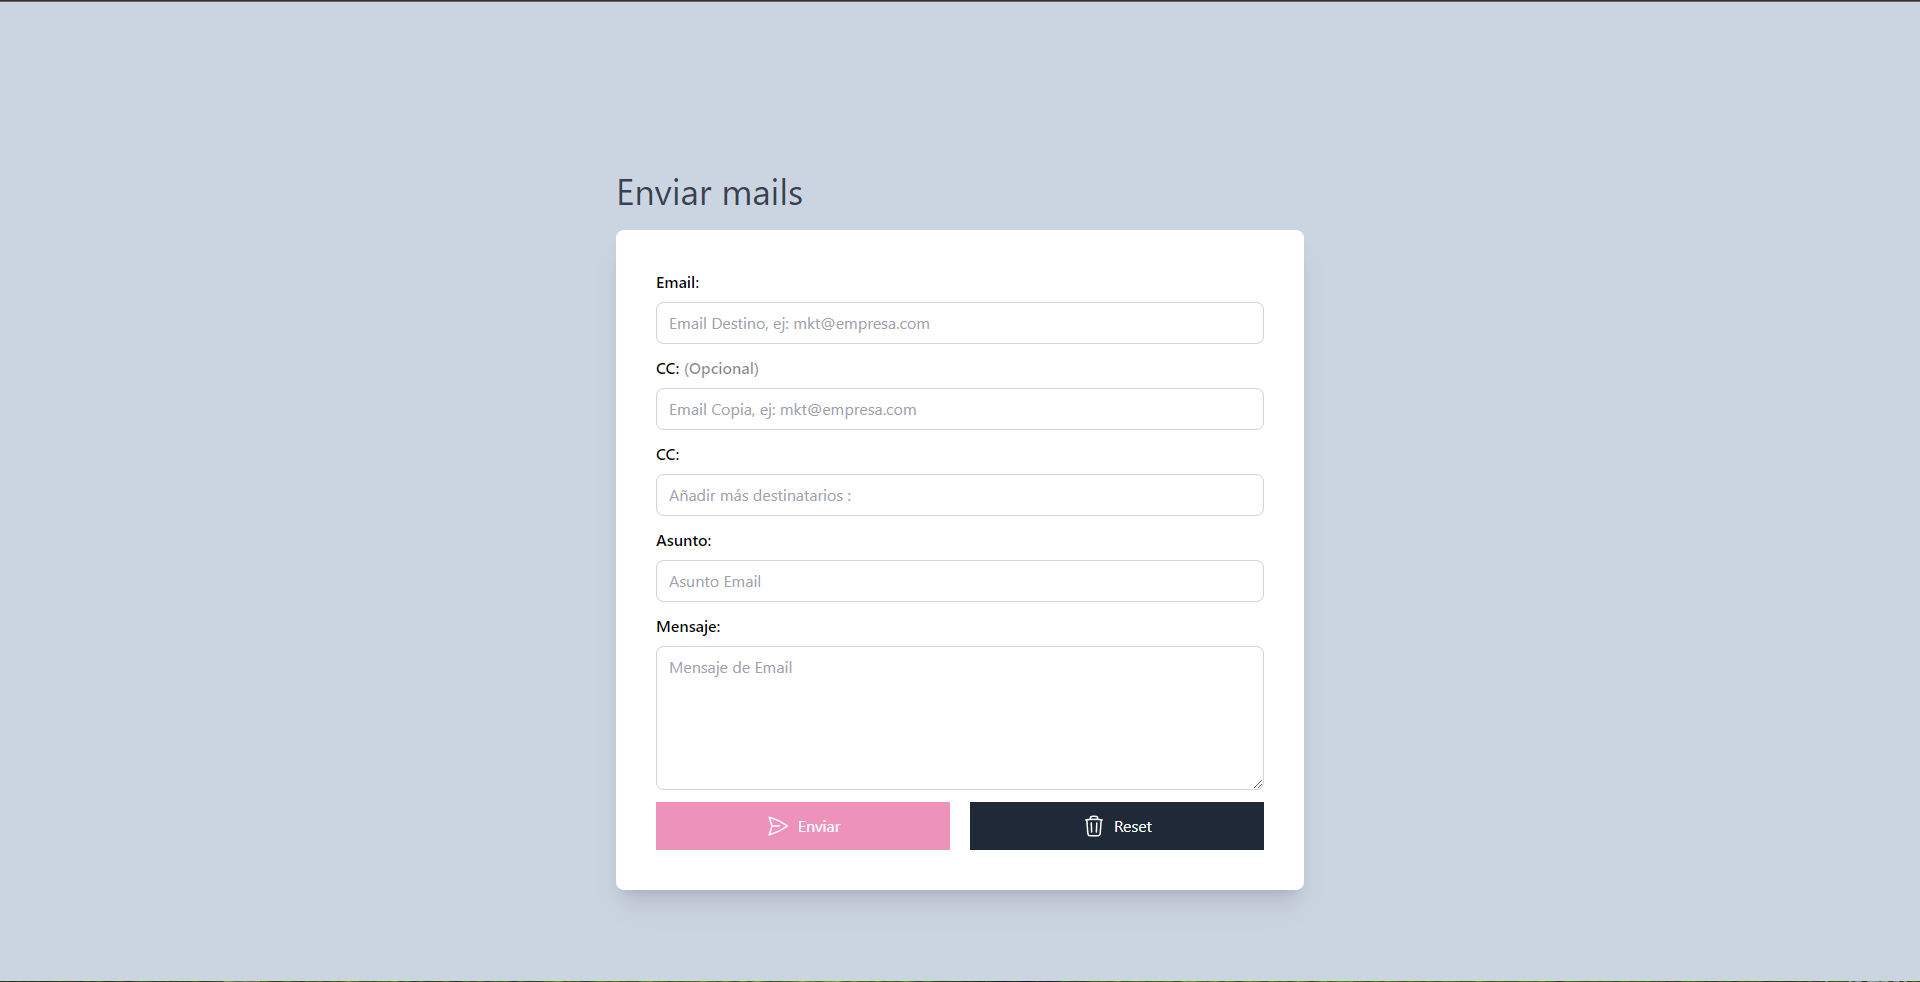 Enviar mails
Email:
Email Destino, ej: mkt@empresa.com
CC: (Opcional)
Email Copia, ej: mkt@empresa.com
CC:
Añadir más destinatarios :
Asunto:
Asunto Email
Mensaje:
Mensaje de Email
Enviar
Reset